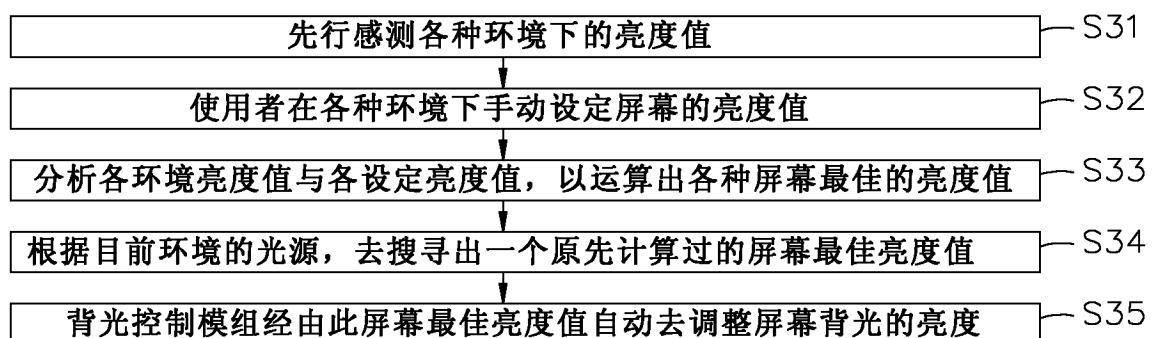 先行感测各种环境下的亮度值 S31
使用者在各种环境下手动设定屏幕的亮度值 S32
分析各环境亮度值与各设定亮度值，以运算出各种屏幕最佳的亮度值 S33
根据目前环境的光源，去搜寻出一个原先计算过的屏幕最佳亮度值 S34
背光控制模组经由此屏幕最佳亮度值自动去调整屏幕背光的亮度 S35